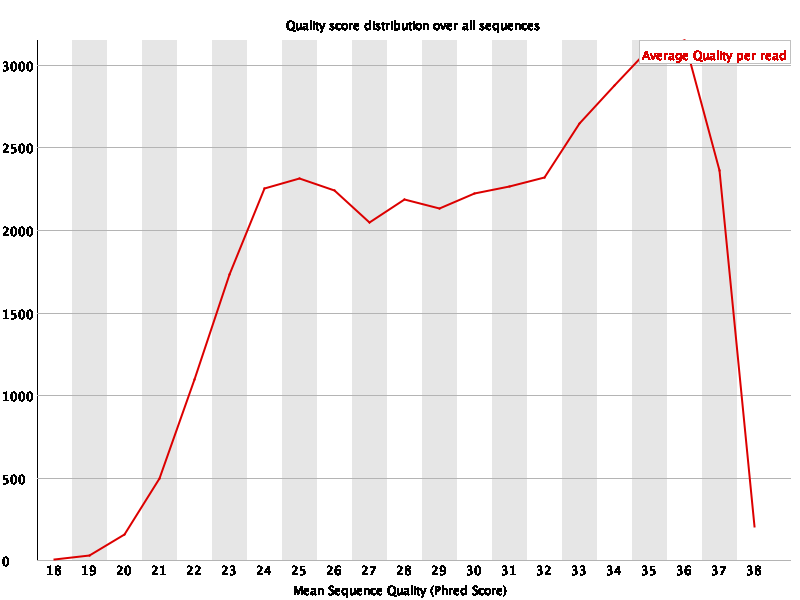 Quality score distribution over all sequences
Average Quality per read
3000
2500
2000
1500
1000
500
0
18 19 20 21 22 23 24 25 26 27 28 29 30 31 32 33 34 35 36 37 38
Mean Sequence Quality (Phred Score)